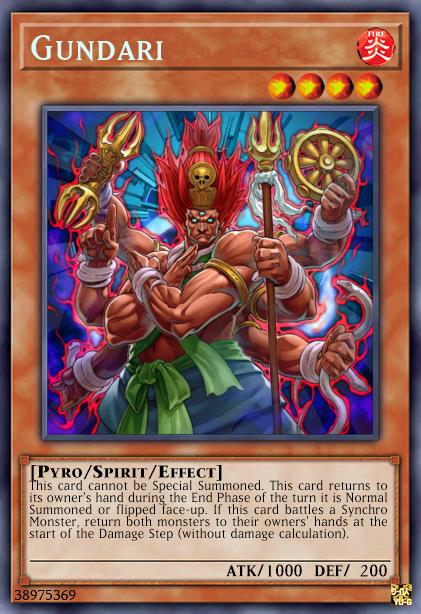 GUNDARI
FIRE
炎
[PYRO/SPIRIT/EFFECT]
This card cannot be Special Summoned. This card returns to
its owner's hand during the End Phase of the turn it is Normal
Summoned or flipped face-up. If this card battles a Synchro
Monster, return both monsters to their owners' hands at the
start of the Damage Step (without damage calculation).
ATK/1000 DEF/ 200
38975369